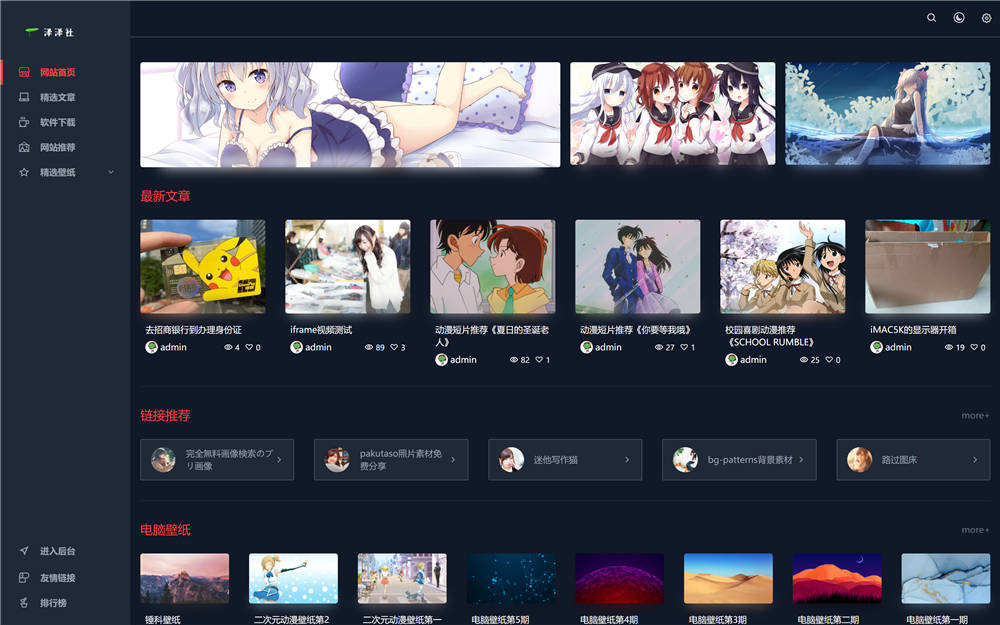 泽泽社
网站首页
精选文章
软件下载
网站推荐
精选壁纸
进入后台
友情链接
排行榜
最新文章
去招商银行到办理身份证
admin 4 0
iframe视频测试
admin 89 3
动漫短片推荐《夏日的圣诞老
人》
admin 82 1
动漫短片推荐《你要等我哦》
admin 27 1
校园喜剧动漫推荐
《SCHOOL RUMBLE》
admin 25 0
iMAC5K的显示器开箱
admin 19 0
链接推荐
more+
完全無料画像検索のプ
リ画像
pakutaso照片素材免
费分享
迷他写作猫
bg-patterns背景素材
路过图床
电脑壁纸
more+
锤科壁纸
二次元动漫壁纸第2
二次元动漫壁纸第一
电脑壁纸第5期
电脑壁纸第4期
电脑壁纸第3期
电脑壁纸第二期
电脑壁纸第一期